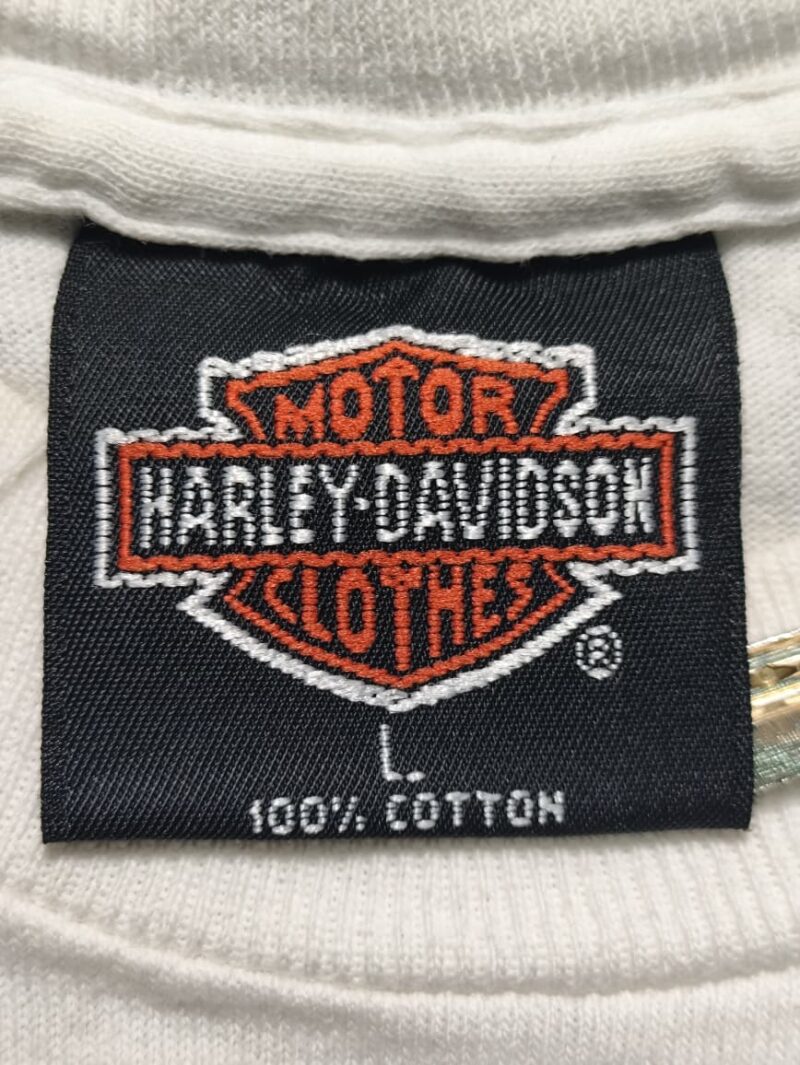 MOTOR
HARLEY-DAVIDSON
CLOTHES
®
L.
100% COTTON